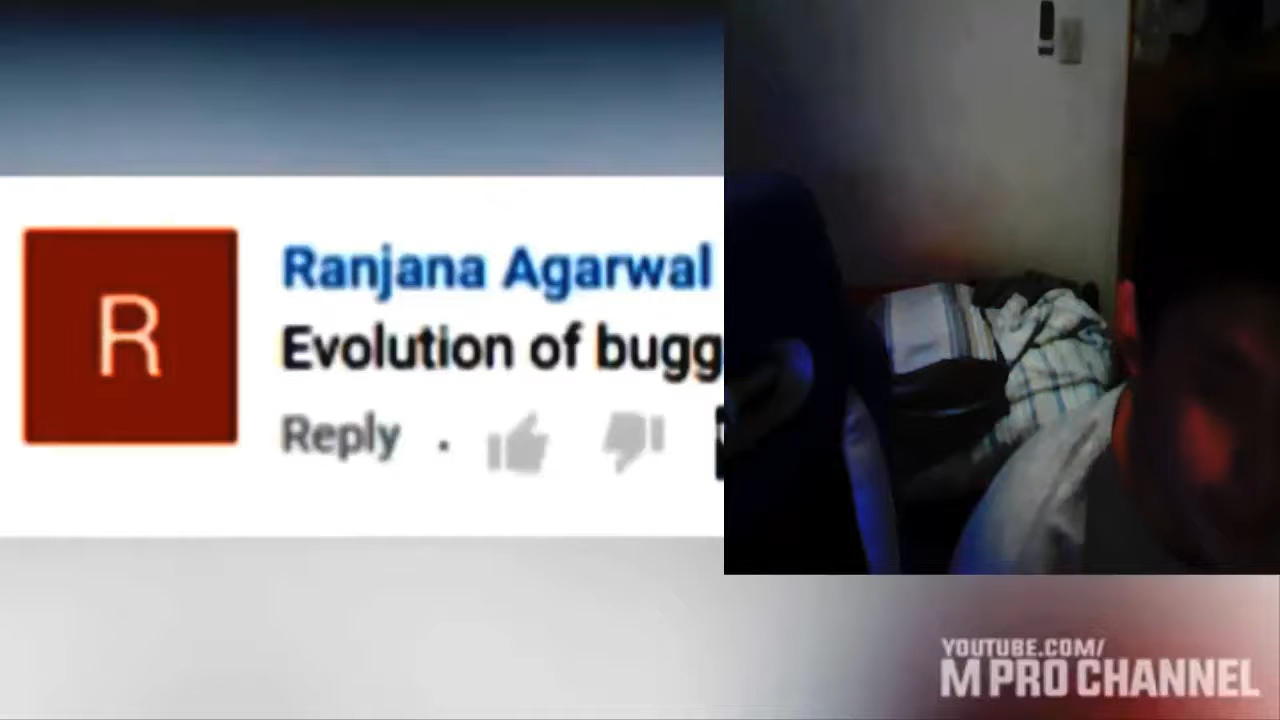 R
Ranjana Agarwal
Evolution of bugg
Reply .
YOUTUBE.COM/
M PRO CHANNEL